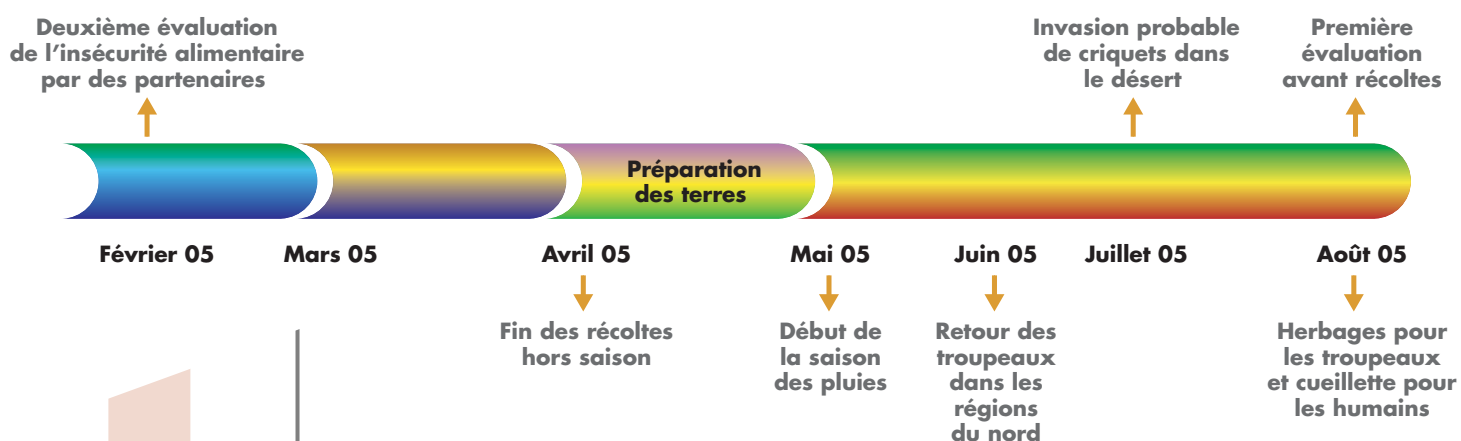 Deuxième évaluation
de l'insécurité alimentaire
par des partenaires
Invasion probable
de criquets dans
le désert
Première
évaluation
avant récoltes
Préparation
des terres
Février 05
Mars 05
Avril 05
Mai 05
Juin 05
Juillet 05
Août 05
Fin des récoltes
hors saison
Début de
la saison
des pluies
Retour des
troupeaux
dans les
régions
du nord
Herbages pour
les troupeaux
et cueillette pour
les humains